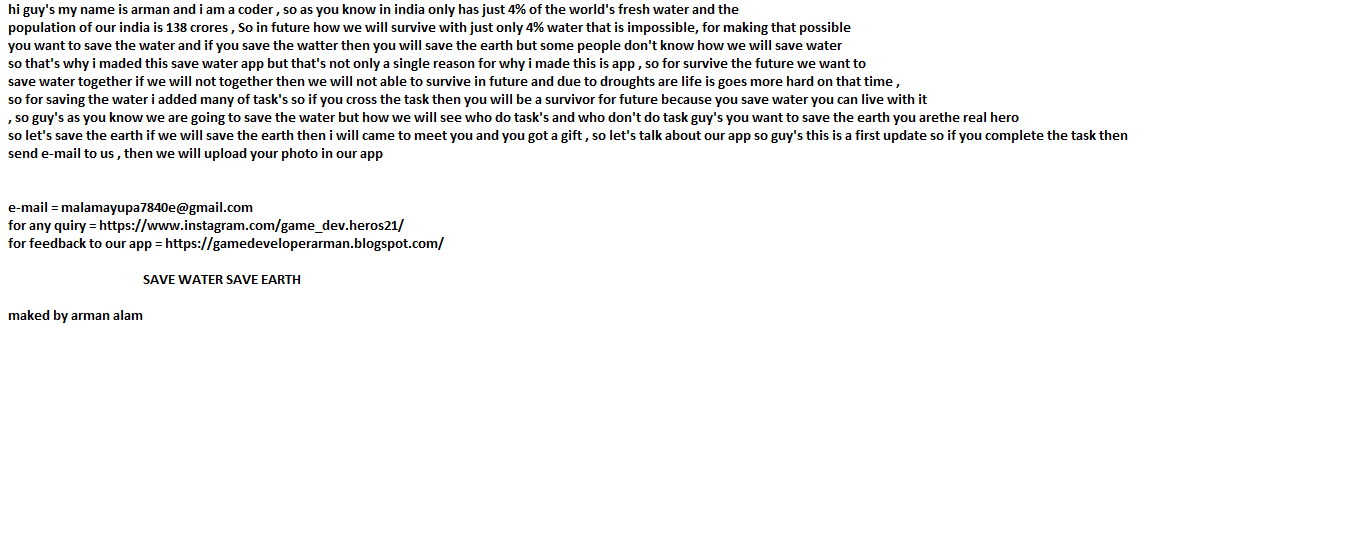 hi guy's my name is arman and i am a coder , so as you know in india only has just 4% of the world's fresh water and the
population of our india is 138 crores , So in future how we will survive with just only 4% water that is impossible, for making that possible
you want to save the water and if you save the watter then you will save the earth but some people don't know how we will save water
so that's why i maded this save water app but that's not only a single reason for why i made this is app , so for survive the future we want to
save water together if we will not together then we will not able to survive in future and due to droughts are life is goes more hard on that time ,
so for saving the water i added many of task's so if you cross the task then you will be a survivor for future because you save water you can live with it
, so guy's as you know we are going to save the water but how we will see who do task's and who don't do task guy's you want to save the earth you arethe real hero
so let's save the earth if we will save the earth then i will came to meet you and you got a gift , so let's talk about our app so guy's this is a first update so if you complete the task then
send e-mail to us , then we will upload your photo in our app
e-mail = malamayupa7840e@gmail.com
for any quiry = https://www.instagram.com/game_dev.heros21/
for feedback to our app = https://gamedeveloperarman.blogspot.com/
SAVE WATER SAVE EARTH
maked by arman alam